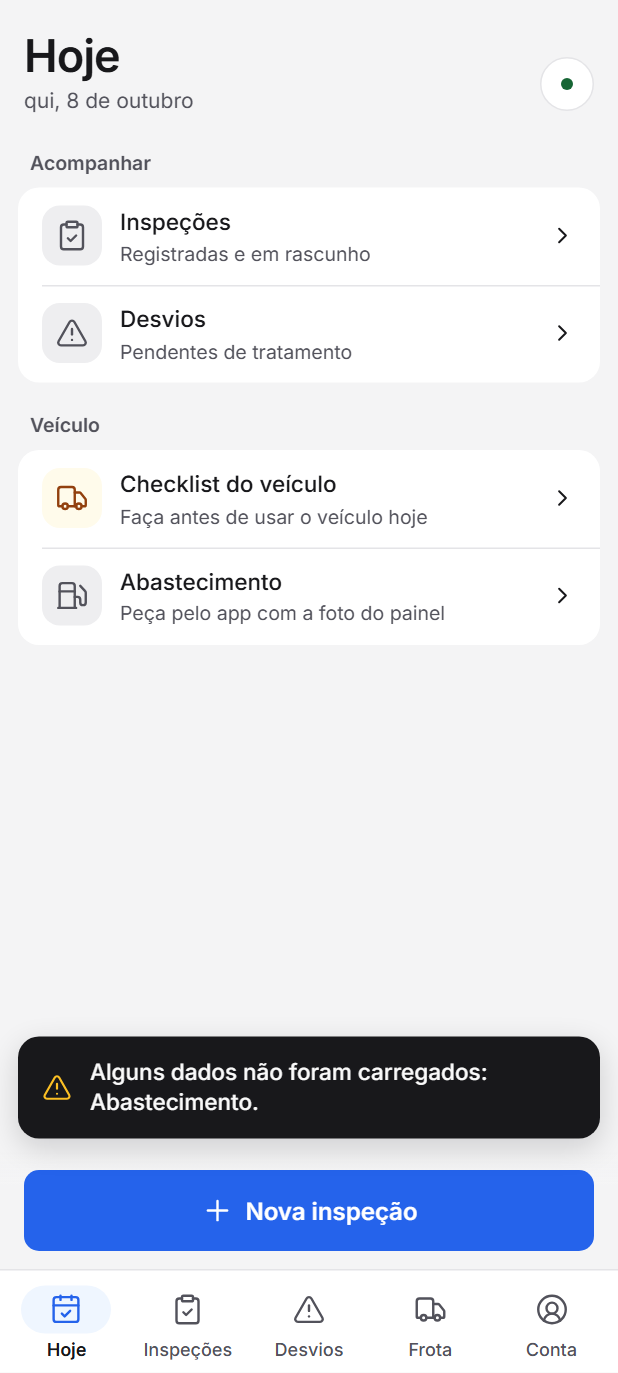 Hoje
qui, 8 de outubro
Acompanhar
Inspeções
Registradas e em rascunho
Desvios
Pendentes de tratamento
Veículo
Checklist do veículo
Faça antes de usar o veículo hoje
Abastecimento
Peça pelo app com a foto do painel
Alguns dados não foram carregados:
Abastecimento.
Nova inspeção
Hoje
Inspeções
Desvios
Frota
Conta